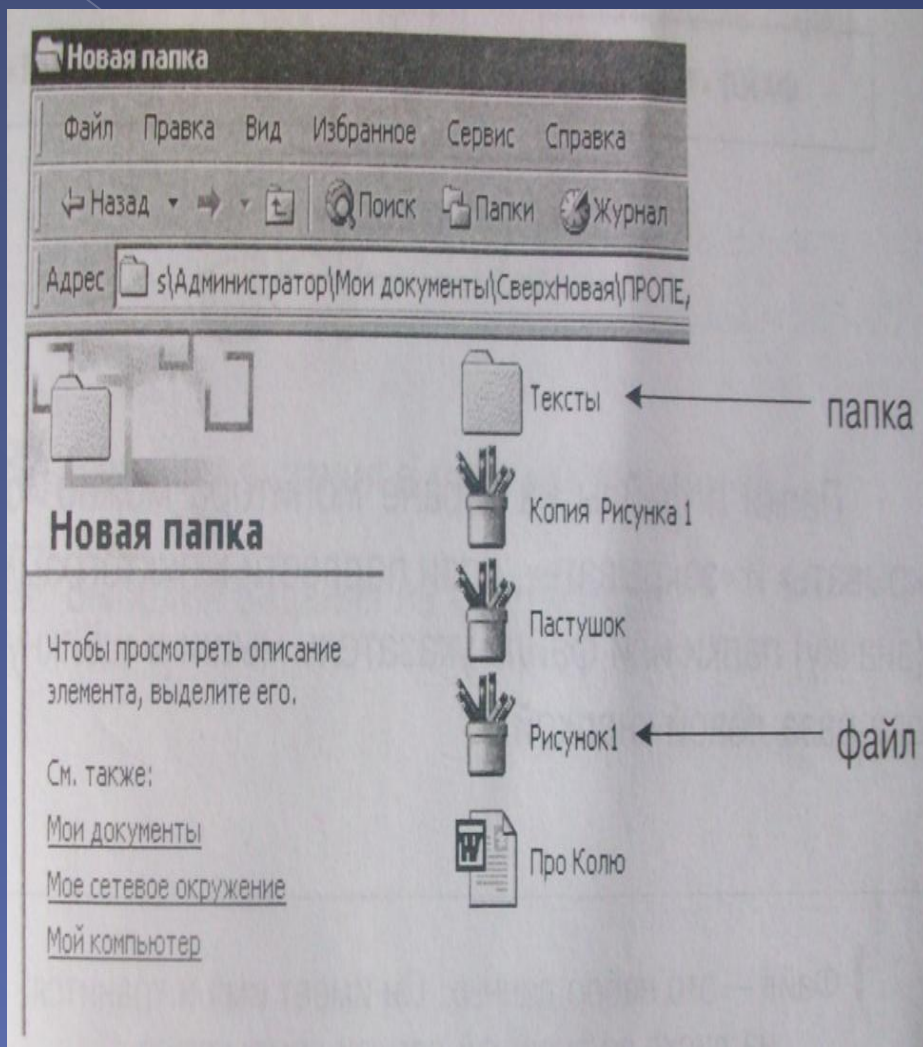 Новая папка
Файл Правка Вид Избранное Сервис Справка
Назад Поиск Папки Журнал
Адрес s\Администратор\Мои документы\СверхНовая\ПРОПЕ,
Тексты
папка
Копия Рисунка 1
Новая папка
Пастушок
Чтобы просмотреть описание
элемента, выделите его.
Рисунок1
файл
См. также:
Мои документы
Мое сетевое окружение
Мой компьютер
Про Колю